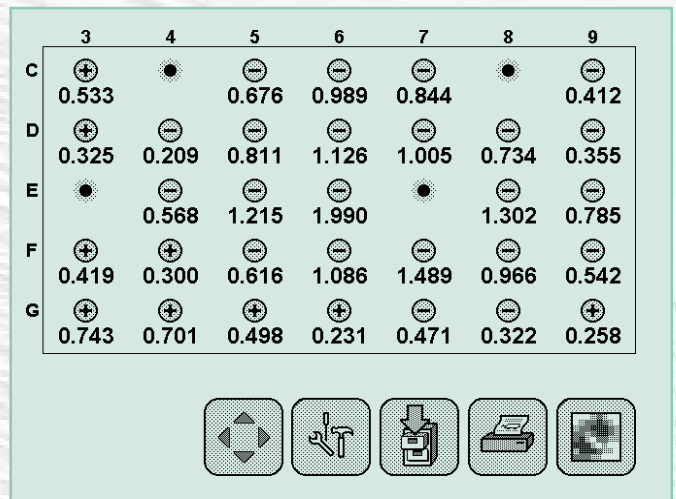 3 4 5 6 7 8 9
C + - - - -
0.533 0.676 0.989 0.844 0.412
D + - - - - - -
0.325 0.209 0.811 1.126 1.005 0.734 0.355
E - - - - -
0.568 1.215 1.990 1.302 0.785
F + + - - - - -
0.419 0.300 0.616 1.086 1.489 0.966 0.542
G + + + + - - +
0.743 0.701 0.498 0.231 0.471 0.322 0.258